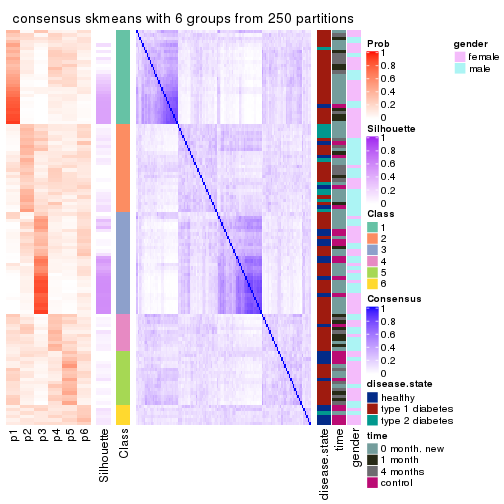 consensus skmeans with 6 groups from 250 partitions
Prob
1
0.8
0.6
0.4
0.2
0
gender
female
male
Silhouette
1
0.8
0.6
0.4
0.2
0
Class
1
2
3
4
5
6
Consensus
1
0.8
0.6
0.4
0.2
0
disease.state
healthy
type 1 diabetes
type 2 diabetes
time
0 month. new
1 month
4 months
control
p1
p2
p3
p4
p5
p6
Silhouette
Class
disease.state
time
gender